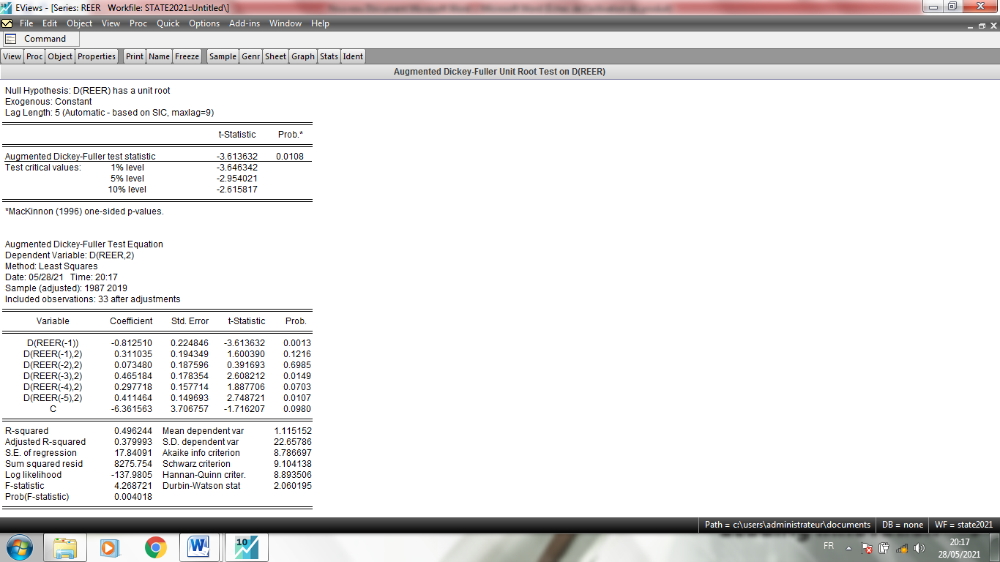 EViews - [Series: REER Workfile: STATE2021::Untitled\]
File Edit Object View Proc Quick Options Add-ins Window Help
Command
View Proc Object Properties Print Name Freeze Sample Genr Sheet Graph Stats Ident
Augmented Dickey-Fuller Unit Root Test on D(REER)
Null Hypothesis: D(REER) has a unit root
Exogenous: Constant
Lag Length: 5 (Automatic - based on SIC, maxlag=9)
t-Statistic Prob.*
Augmented Dickey-Fuller test statistic -3.613632 0.0108
Test critical values: 1% level -3.646342
5% level -2.954021
10% level -2.615817
*MacKinnon (1996) one-sided p-values.
Augmented Dickey-Fuller Test Equation
Dependent Variable: D(REER,2)
Method: Least Squares
Date: 05/28/21 Time: 20:17
Sample (adjusted): 1987 2019
Included observations: 33 after adjustments
Variable Coefficient Std. Error t-Statistic Prob.
D(REER(-1)) -0.812510 0.224846 -3.613632 0.0013
D(REER(-1),2) 0.311035 0.194349 1.600390 0.1216
D(REER(-2),2) 0.073480 0.187596 0.391693 0.6985
D(REER(-3),2) 0.465184 0.178354 2.608212 0.0149
D(REER(-4),2) 0.297718 0.157714 1.887706 0.0703
D(REER(-5),2) 0.411464 0.149693 2.748721 0.0107
C -6.361563 3.706757 -1.716207 0.0980
R-squared 0.496244 Mean dependent var 1.115152
Adjusted R-squared 0.379993 S.D. dependent var 22.65786
S.E. of regression 17.84091 Akaike info criterion 8.786697
Sum squared resid 8275.754 Schwarz criterion 9.104138
Log likelihood -137.9805 Hannan-Quinn criter. 8.893506
F-statistic 4.268721 Durbin-Watson stat 2.060195
Prob(F-statistic) 0.004018
Path = c:\users\administrateur\documents DB = none WF = state2021
FR 20:17
28/05/2021